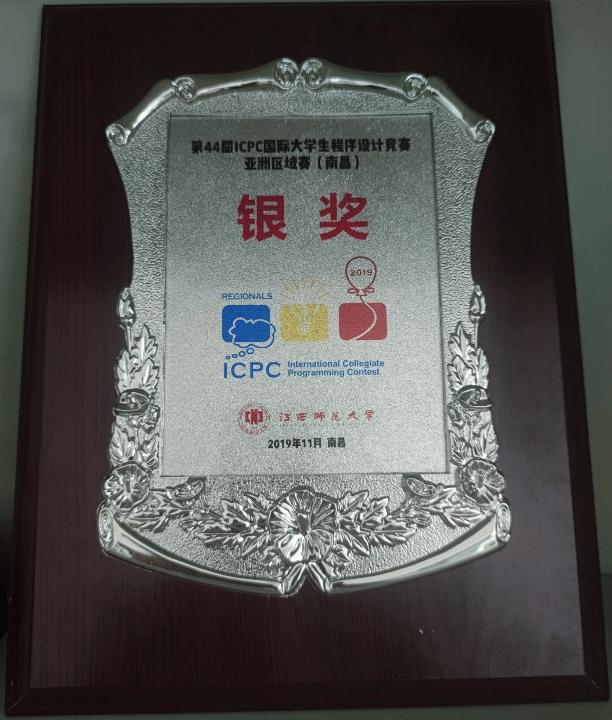 第44届ICPC国际大学生程序设计竞赛
亚洲区域赛（南昌）
银 奖
2019
REGIONALS
ICPC
International Collegiate
Programming Contest
江西师范大学
2019年11月 南昌